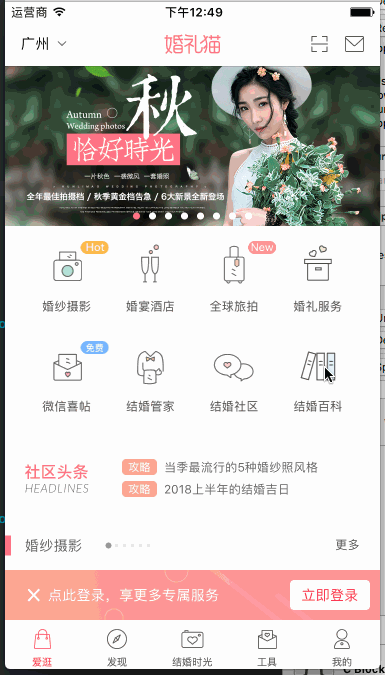 运营商 下午12:49
广州 婚礼猫
Autumn
Wedding photos
秋
恰好時光
一片秋色 一袭微风 一套婚照
全年最佳拍摄档 / 秋季黄金档告急 / 6大新景全新登场
Hot New
婚纱摄影 婚宴酒店 全球旅拍 婚礼服务
免费
微信喜帖 结婚管家 结婚社区 结婚百科
社区头条 攻略 当季最流行的5种婚纱照风格
HEADLINES 攻略 2018上半年的结婚吉日
婚纱摄影 更多
点此登录，享更多专属服务 立即登录
爱逛 发现 结婚时光 工具 我的
C Block